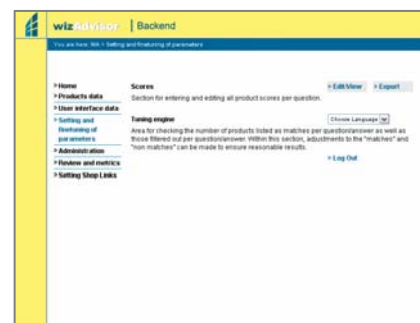 wizAdvisor | Backend
You are here: WA > Setting and finetuning of parameters
> Home
> Products data
> User interface data
> Setting and
finetuning of
parameters
> Administration
> Review and metrics
> Setting Shop Links
Scores
> Edit/View > Export
Section for entering and editing all product scores per question.
Tuning engine
Choose Language
Area for checking the number of products listed as matches per question/answer as well as
those filtered out per question/answer. Within this section, adjustments to the "matches" and
"non matches" can be made to ensure reasonable results.
> Log Out